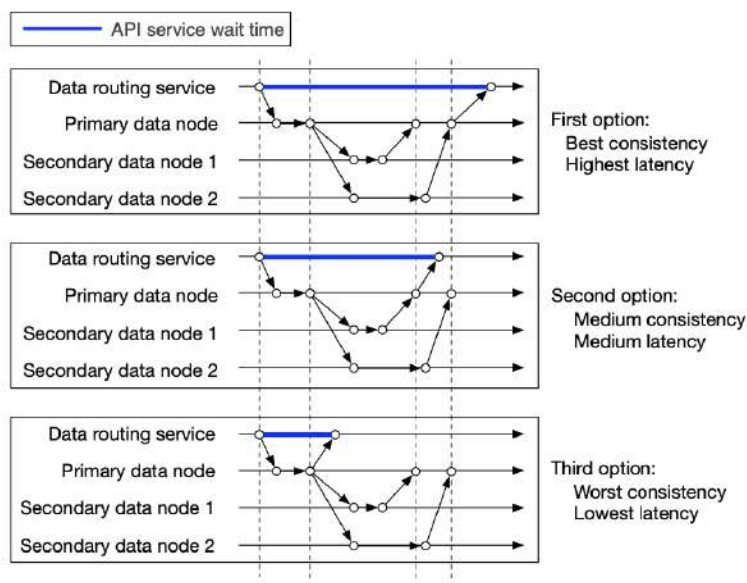 API service wait time
Data routing service
Primary data node
Secondary data node 1
Secondary data node 2
First option:
Best consistency
Highest latency
Data routing service
Primary data node
Secondary data node 1
Secondary data node 2
Second option:
Medium consistency
Medium latency
Data routing service
Primary data node
Secondary data node 1
Secondary data node 2
Third option:
Worst consistency
Lowest latency